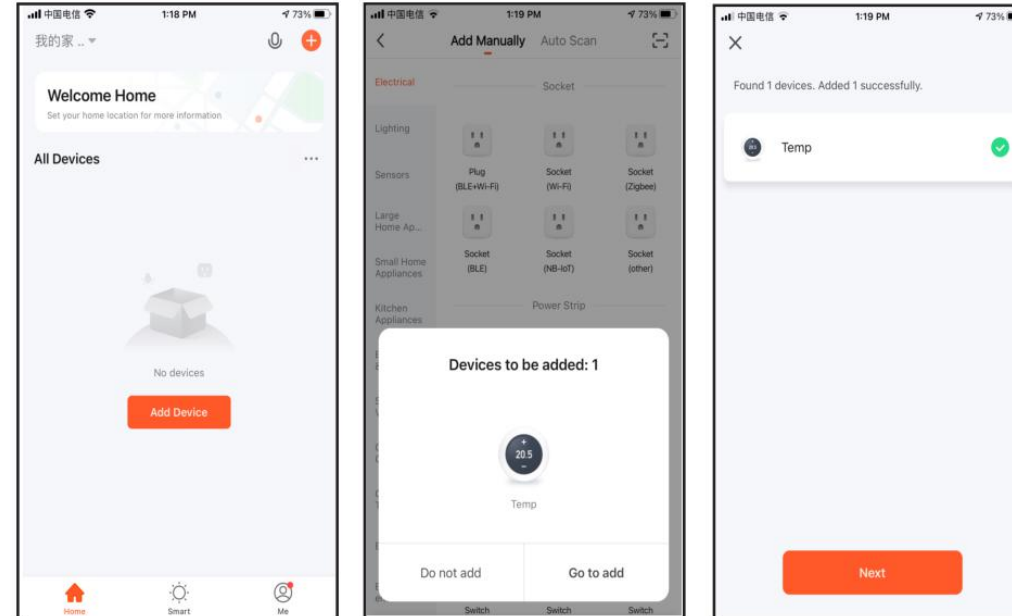 中国电信 1:18 PM 73%
我的家 ..
Welcome Home
Set your home location for more information
All Devices
No devices
Add Device
Home Smart Me
中国电信 1:19 PM 73%
Add Manually Auto Scan
Electrical
Lighting
Sensors
Large
Home Ap...
Small Home
Appliances
Kitchen
Appliances
Socket
Plug Socket Socket
(BLE+Wi-Fi) (Wi-Fi) (Zigbee)
Socket Socket Socket
(BLE) (NB-IoT) (other)
Power Strip
Devices to be added: 1
+
20.5
−
Temp
Do not add Go to add
Switch Switch Switch
中国电信 1:19 PM 73%
Found 1 devices. Added 1 successfully.
Temp
Next